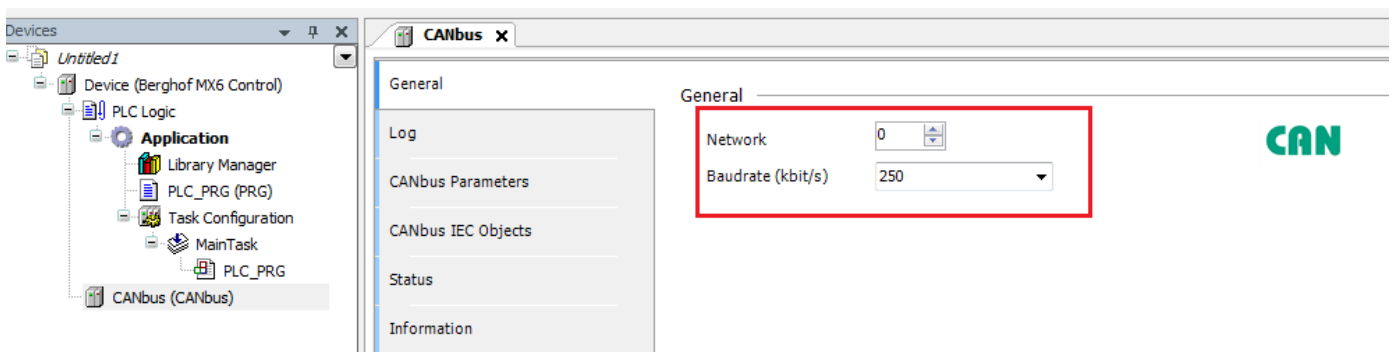 Devices
Untitled1
Device (Berghof MX6 Control)
PLC Logic
Application
Library Manager
PLC_PRG (PRG)
Task Configuration
MainTask
PLC_PRG
CANbus (CANbus)
CANbus
General
Log
CANbus Parameters
CANbus IEC Objects
Status
Information
General
Network 0
Baudrate (kbit/s) 250
CAN